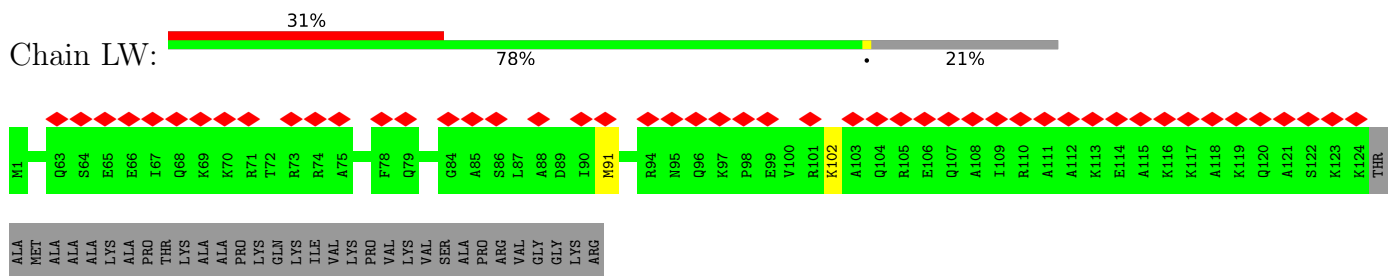 31%
Chain LW:
78%
•
21%
M1 Q63 S64 E65 E66 I67 Q68 K69 K70 R71 T72 R73 R74 A75 F78 Q79 G84 A85 S86 L87 A88 D89 I90 M91 R94 N95 Q96 K97 P98 E99 V100 R101 K102 A103 Q104 R105 E106 Q107 A108 I109 R110 A111 A112 K113 E114 A115 K116 K117 A118 K119 Q120 A121 S122 K123 K124 THR
ALA MET ALA ALA ALA LYS ALA ALA PRO THR LYS ALA ALA PRO LYS GLN LYS ILE VAL LYS PRO VAL LYS VAL SER ALA PRO ARG VAL GLY GLY LYS ARG